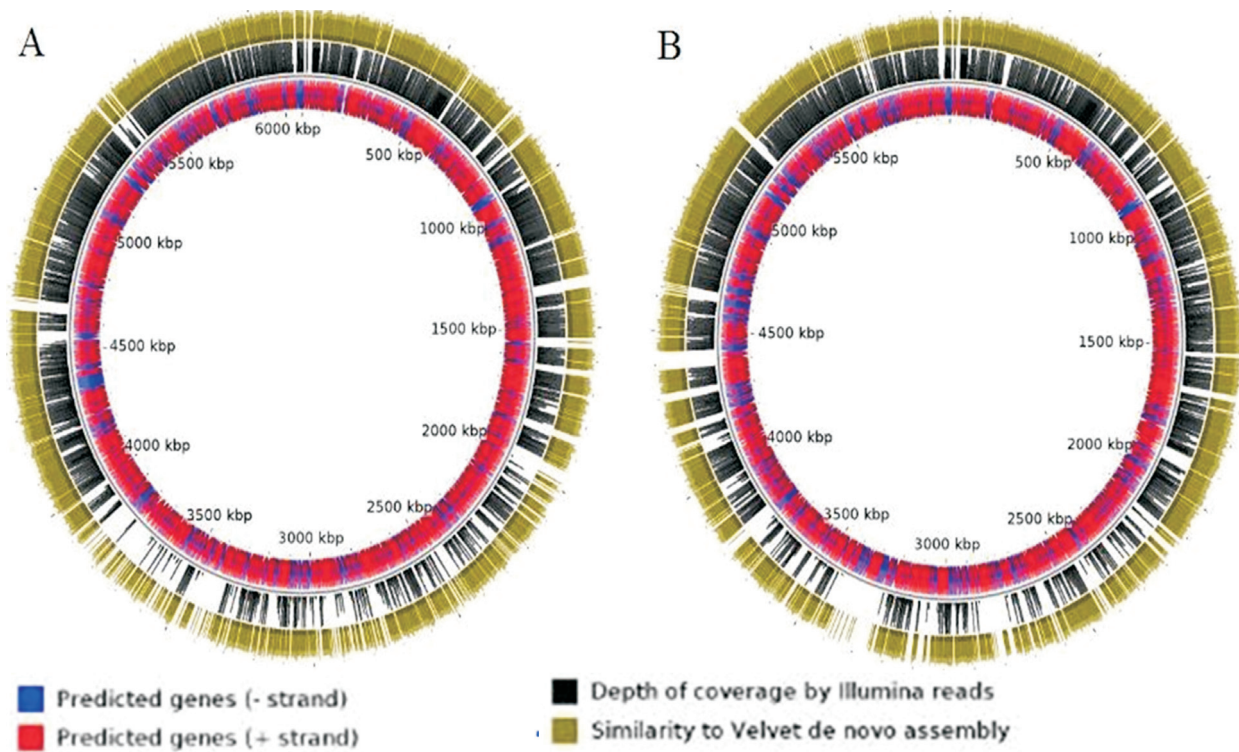 A
B
6000 kbp
500 kbp
1000 kbp
1500 kbp
2000 kbp
2500 kbp
3000 kbp
3500 kbp
4000 kbp
4500 kbp
5000 kbp
5500 kbp
500 kbp
1000 kbp
1500 kbp
2000 kbp
2500 kbp
3000 kbp
3500 kbp
4000 kbp
4500 kbp
5000 kbp
5500 kbp
Predicted genes (- strand)
Predicted genes (+ strand)
Depth of coverage by Illumina reads
Similarity to Velvet de novo assembly